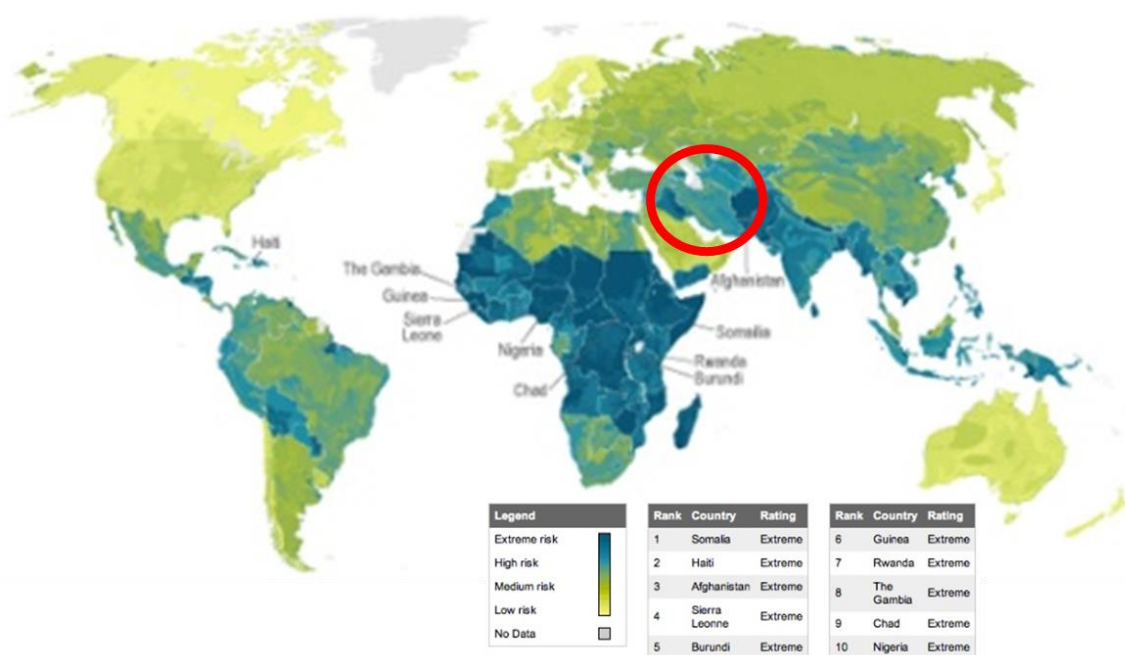 Haiti
The Gambia
Guinea
Sierra
Leone
Nigeria
Chad
Afghanistan
Somailia
Rwanda
Burundi
Legend
Extreme risk
High risk
Medium risk
Low risk
No Data
Rank Country Rating
1 Somalia Extreme
2 Haiti Extreme
3 Afghanistan Extreme
4 Sierra Leonne Extreme
5 Burundi Extreme
Rank Country Rating
6 Guinea Extreme
7 Rwanda Extreme
8 The Gambia Extreme
9 Chad Extreme
10 Nigeria Extreme